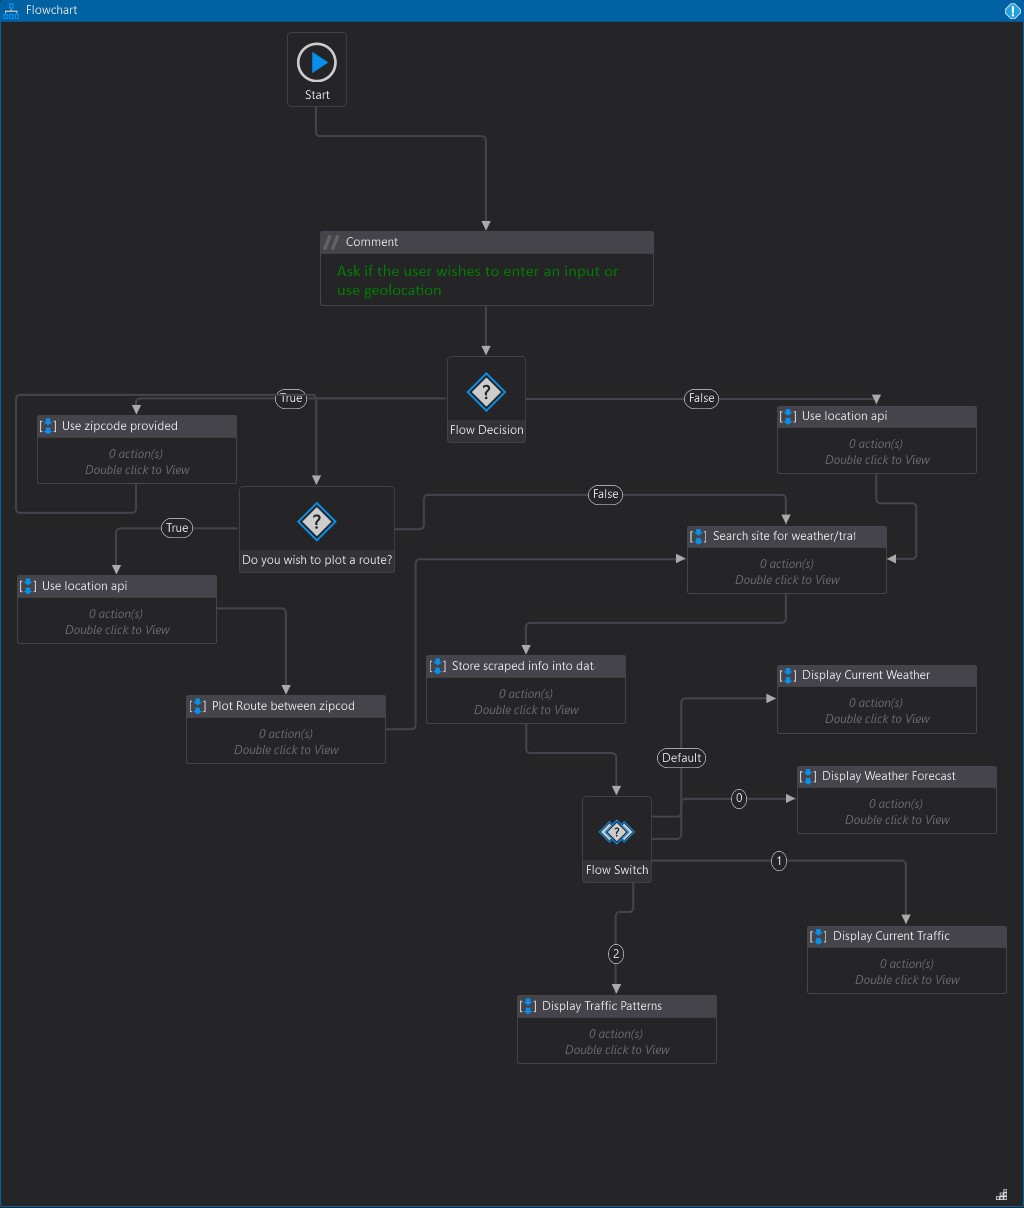 Flowchart
Start
// Comment
Ask if the user wishes to enter an input or
use geolocation
?
Flow Decision
True
False
Use zipcode provided
0 action(s)
Double click to View
Use location api
0 action(s)
Double click to View
?
Do you wish to plot a route?
True
False
Search site for weather/traf
0 action(s)
Double click to View
Use location api
0 action(s)
Double click to View
Store scraped info into dat
0 action(s)
Double click to View
Plot Route between zipcod
0 action(s)
Double click to View
Display Current Weather
0 action(s)
Double click to View
Default
Display Weather Forecast
0 action(s)
Double click to View
0
?
Flow Switch
1
Display Current Traffic
0 action(s)
Double click to View
2
Display Traffic Patterns
0 action(s)
Double click to View